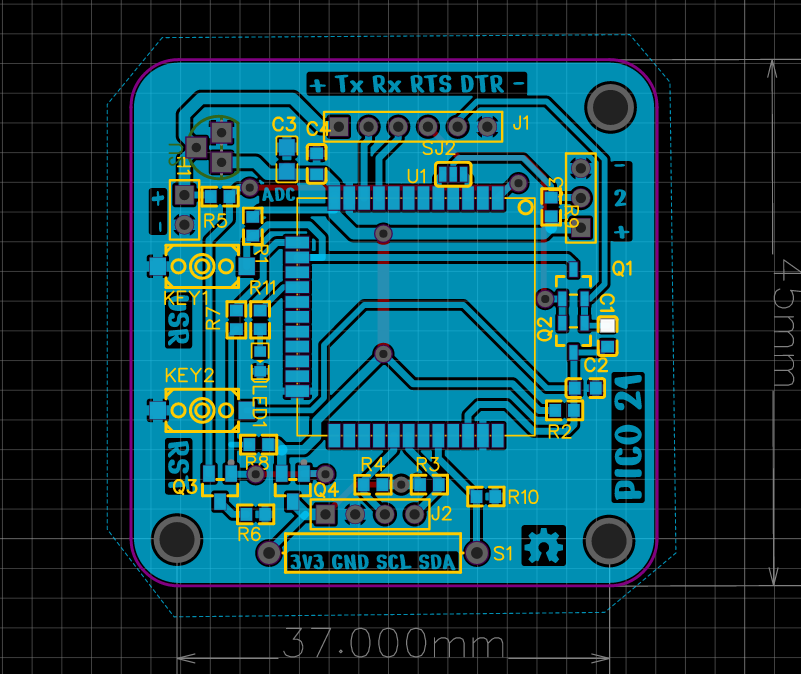 + Tx Rx RTS DTR -
C3
C4
J1
SJ2
U1
ADC
+
-
R5
R1
-
2
+
R9
Q1
KEY1
R11
R7
C1
Q2
C2
KEY2
LED1
R2
PICO 21
R8
R4
R3
Q3
Q4
R10
J2
R6
S1
3V3 GND SCL SDA
37.000mm
45mm